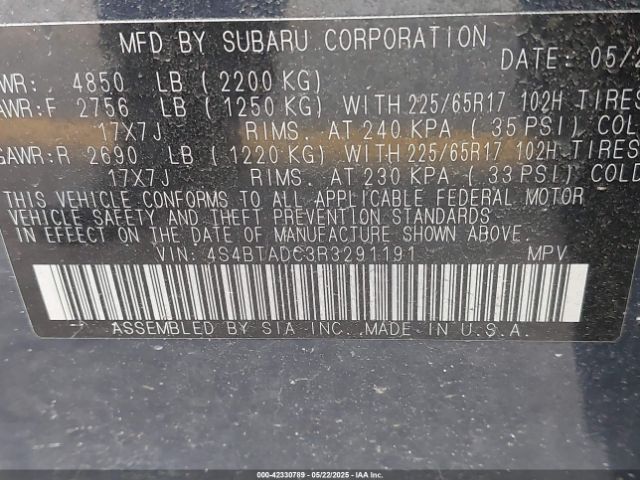 MFD BY SUBARU CORPORATION
DATE: 05/2
WR: 4850 LB ( 2200 KG)
AWR:F 2756 LB ( 1250 KG) WITH 225/65R17 102H TIRES
17X7J RIMS. AT 240 KPA ( 35 PSI) COL
GAWR:R 2690 LB ( 1220 KG) WITH 225/65R17 102H TIRES
17X7J RIMS. AT 230 KPA ( 33 PSI) COLD
THIS VEHICLE CONFORMS TO ALL APPLICABLE FEDERAL MOTOR
VEHICLE SAFETY AND THEFT PREVENTION STANDARDS
IN EFFECT ON THE DATE OF MANUFACTURE SHOWN ABOVE.
VIN: 4S4BTADC3R3291191 MPV
ASSEMBLED BY SIA INC. MADE IN U.S.A.
000-42330789 - 05/22/2025 - IAAI.COM